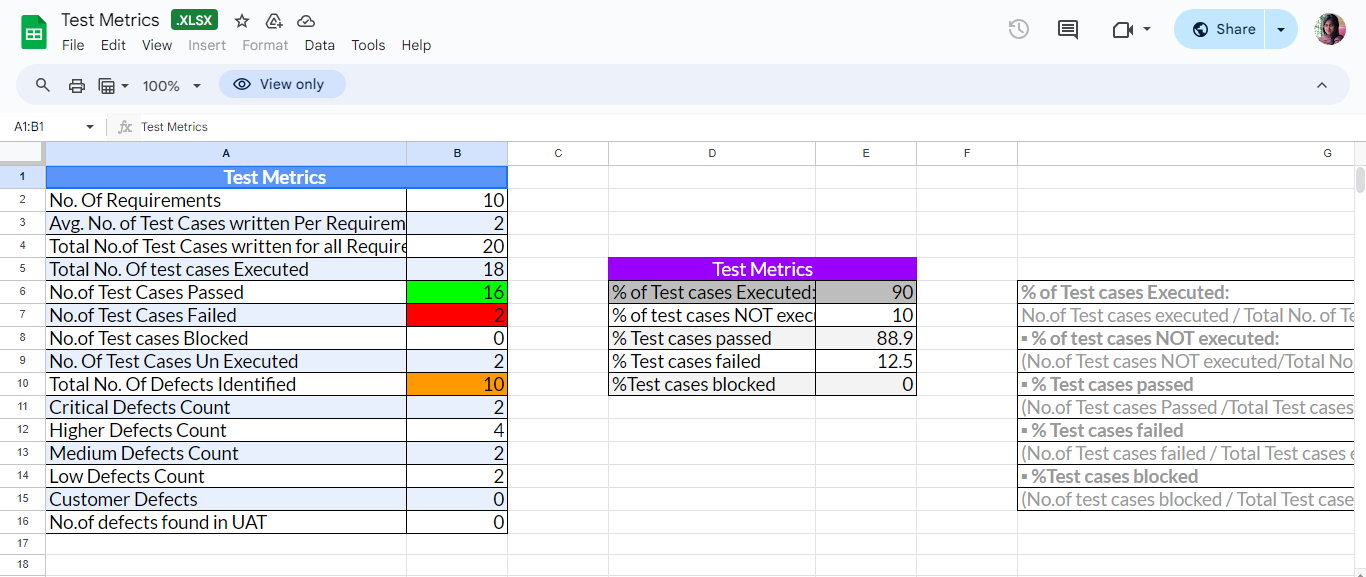 Test Metrics .XLSX
File Edit View Insert Format Data Tools Help
Share
100% View only
A1:B1 fx Test Metrics
A B C D E F G
1 Test Metrics
2 No. Of Requirements 10
3 Avg. No. of Test Cases written Per Requirem 2
4 Total No.of Test Cases written for all Require 20
5 Total No. Of test cases Executed 18 Test Metrics
6 No.of Test Cases Passed 16 % of Test cases Executed: 90 % of Test cases Executed:
7 No.of Test Cases Failed 2 % of test cases NOT execu 10 No.of Test cases executed / Total No. of Te
8 No.of Test cases Blocked 0 % Test cases passed 88.9 ▪ % of test cases NOT executed:
9 No. Of Test Cases Un Executed 2 % Test cases failed 12.5 (No.of Test cases NOT executed/Total No
10 Total No. Of Defects Identified 10 %Test cases blocked 0 ▪ % Test cases passed
11 Critical Defects Count 2 (No.of Test cases Passed /Total Test cases
12 Higher Defects Count 4 ▪ % Test cases failed
13 Medium Defects Count 2 (No.of Test cases failed / Total Test cases e
14 Low Defects Count 2 ▪ %Test cases blocked
15 Customer Defects 0 (No.of test cases blocked / Total Test case
16 No.of defects found in UAT 0
17
18